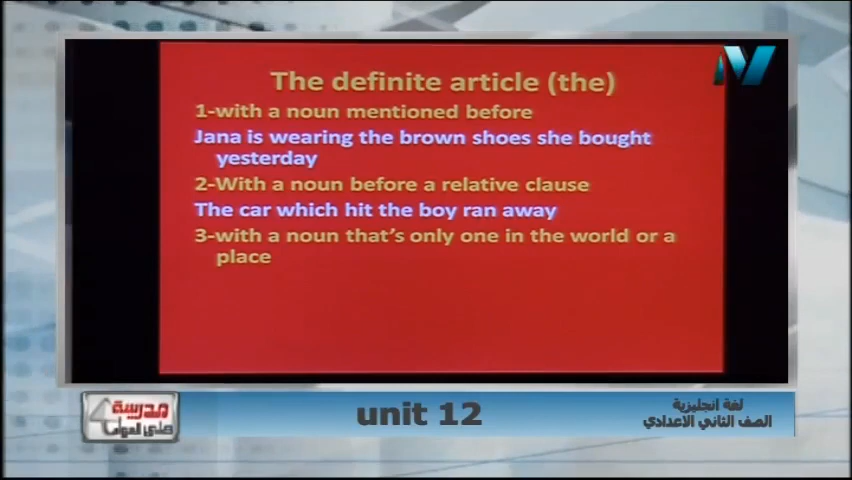 The definite article (the)
1-with a noun mentioned before
Jana is wearing the brown shoes she bought
yesterday
2-With a noun before a relative clause
The car which hit the boy ran away
3-with a noun that's only one in the world or a
place
مدرسة
على الهواء
unit 12
لغة انجليزية
الصف الثاني الاعدادي